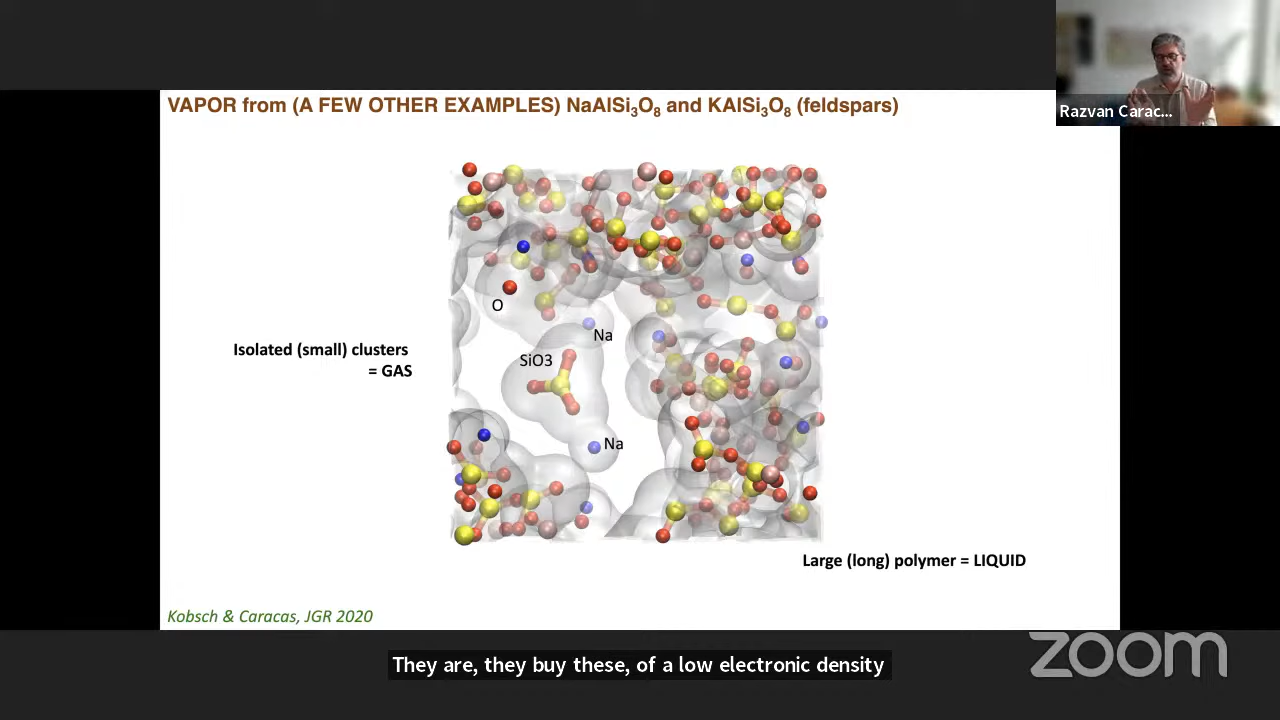 Razvan Carac...
VAPOR from (A FEW OTHER EXAMPLES) NaAlSi₃O₈ and KAlSi₃O₈ (feldspars)
O
Na
SiO3
Isolated (small) clusters
= GAS
Na
Large (long) polymer = LIQUID
Kobsch & Caracas, JGR 2020
zoom
They are, they buy these, of a low electronic density